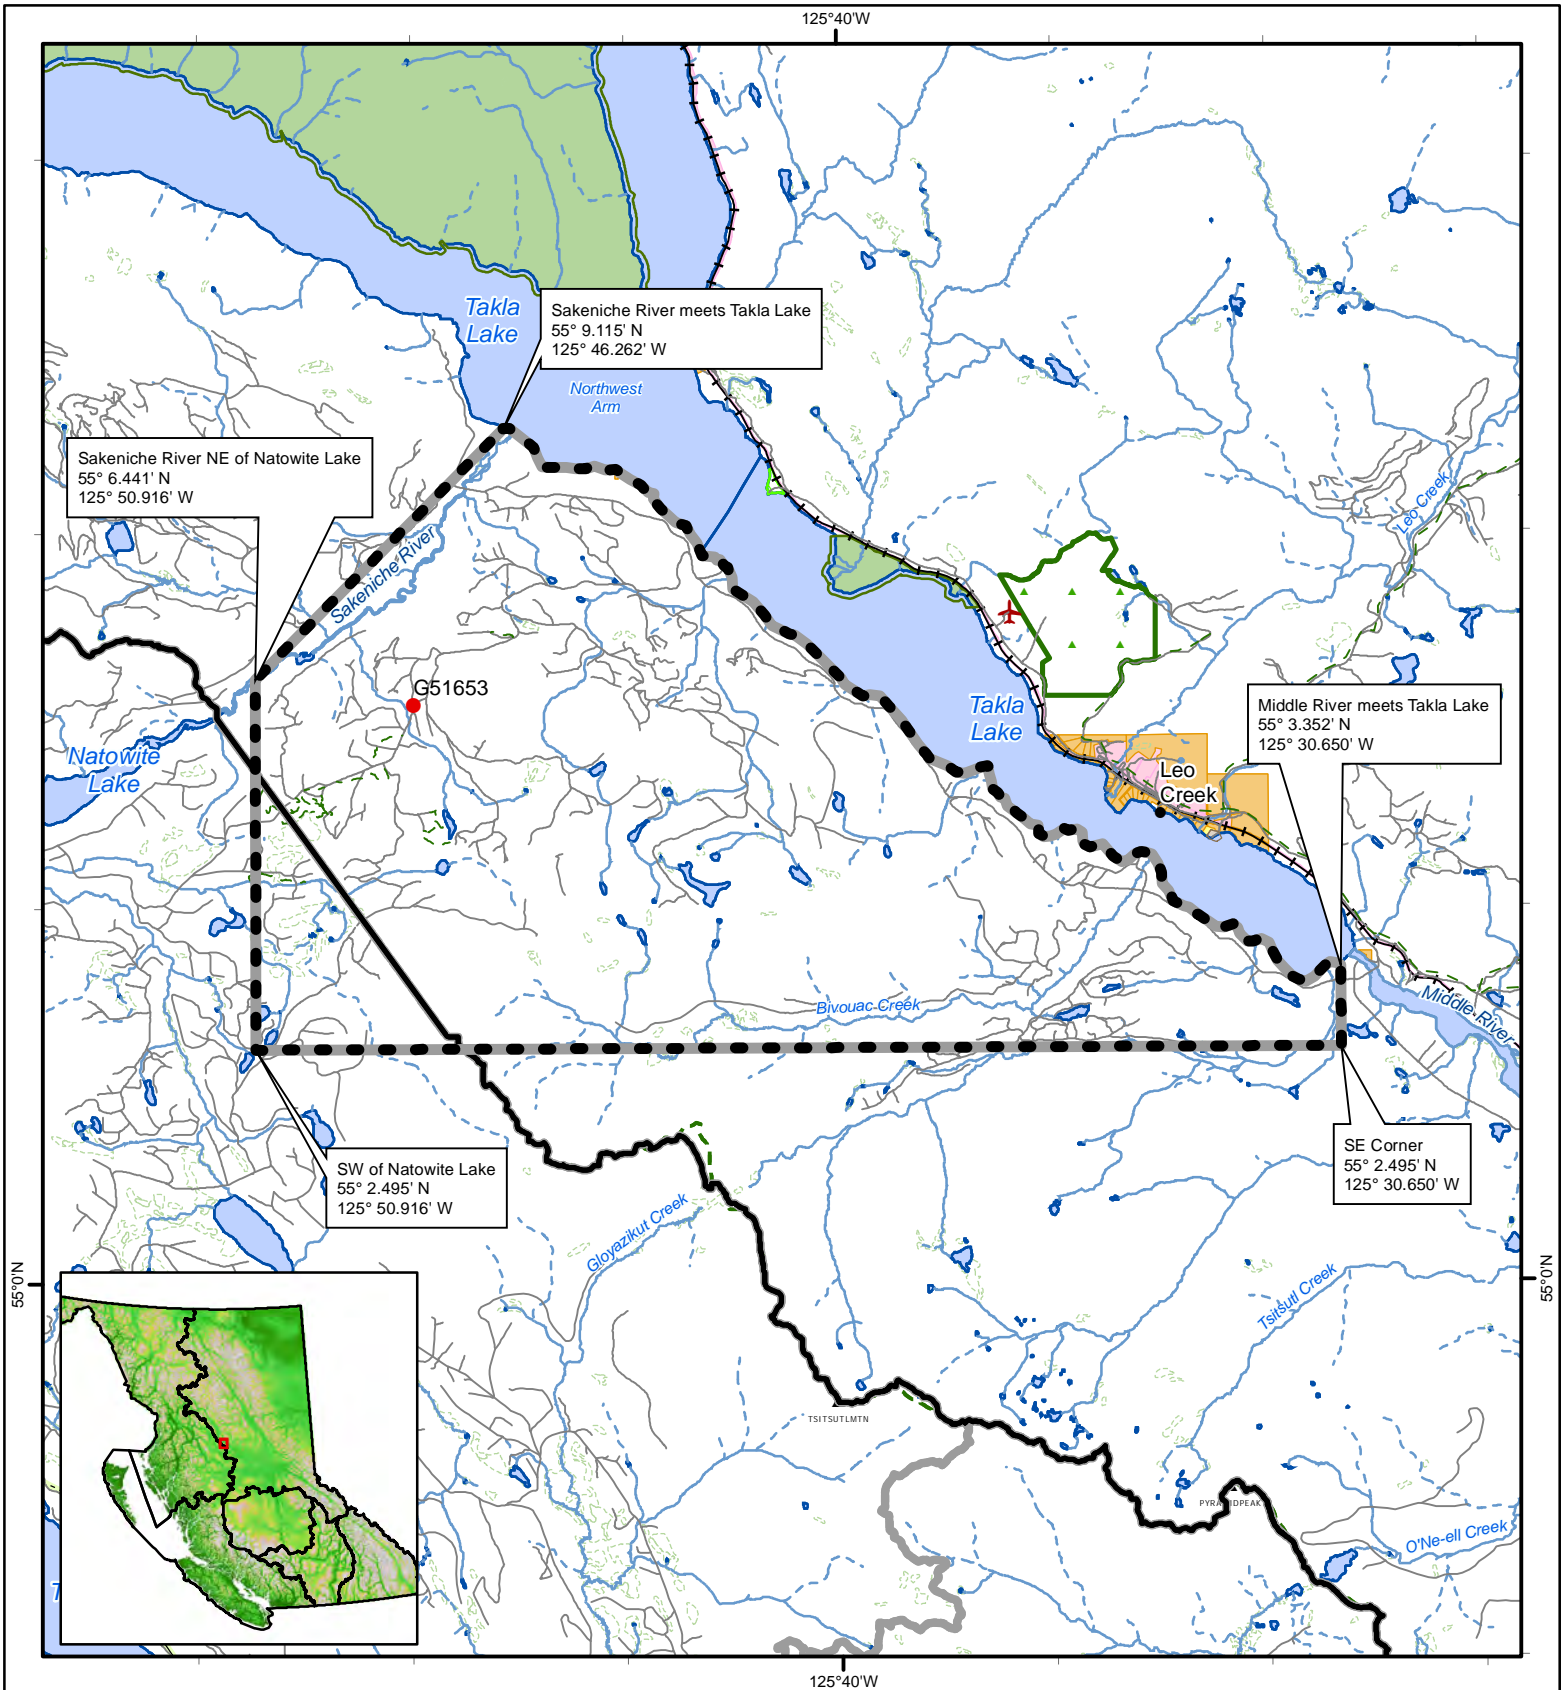 125°40'W
Takla
Lake
Sakeniche River meets Takla Lake
55° 9.115' N
125° 46.262' W
Northwest
Arm
Sakeniche River NE of Natowite Lake
55° 6.441' N
125° 50.916' W
Leo Creek
Sakeniche River
G51653
Takla
Lake
Middle River meets Takla Lake
55° 3.352' N
125° 30.650' W
Natowite
Lake
Leo
Creek
Bivouac Creek
Middle River
SE Corner
55° 2.495' N
125° 30.650' W
SW of Natowite Lake
55° 2.495' N
125° 50.916' W
Gloyazikut Creek
55°0'N
55°0'N
Tsitsutl Creek
TSITSUTLMTN
O'Ne-ell Creek
125°40'W